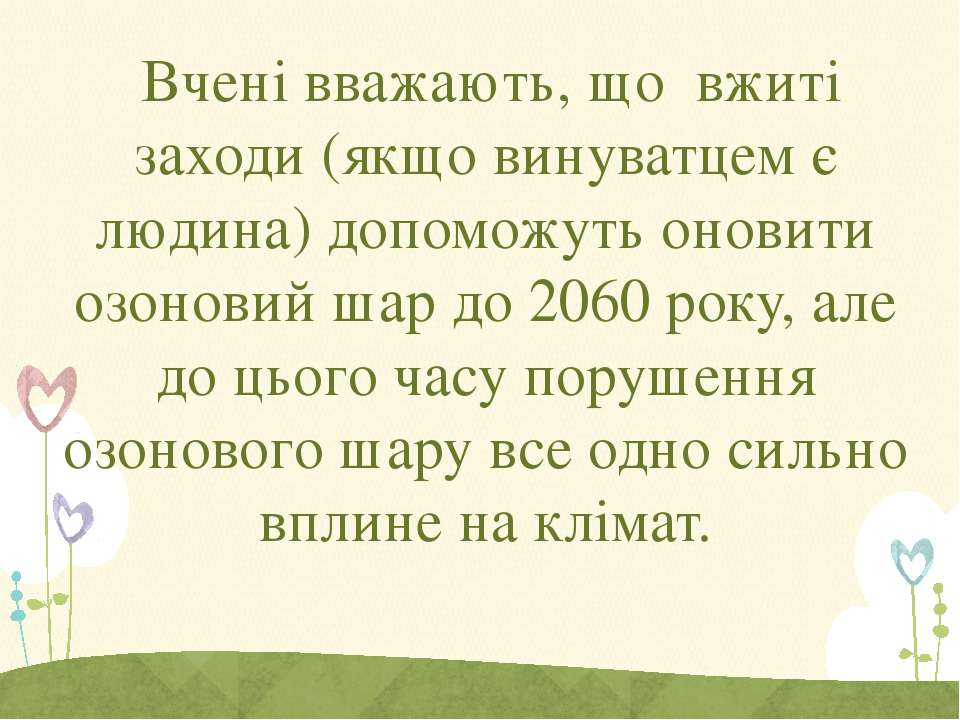 Вчені вважають, що  вжиті
заходи (якщо винуватцем є
людина) допоможуть оновити
озоновий шар до 2060 року, але
до цього часу порушення
озонового шару все одно сильно
вплине на клімат.